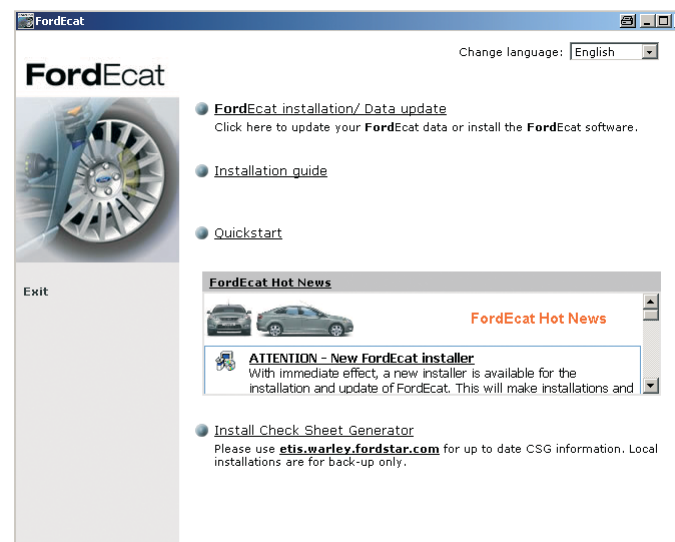 FordEcat
Change language: English
FordEcat
FordEcat installation/ Data update
Click here to update your FordEcat data or install the FordEcat software.
Installation guide
Quickstart
Exit
FordEcat Hot News
FordEcat Hot News
ATTENTION - New FordEcat installer
With immediate effect, a new installer is available for the
installation and update of FordEcat. This will make installations and
Install Check Sheet Generator
Please use etis.warley.fordstar.com for up to date CSG information. Local
installations are for back-up only.